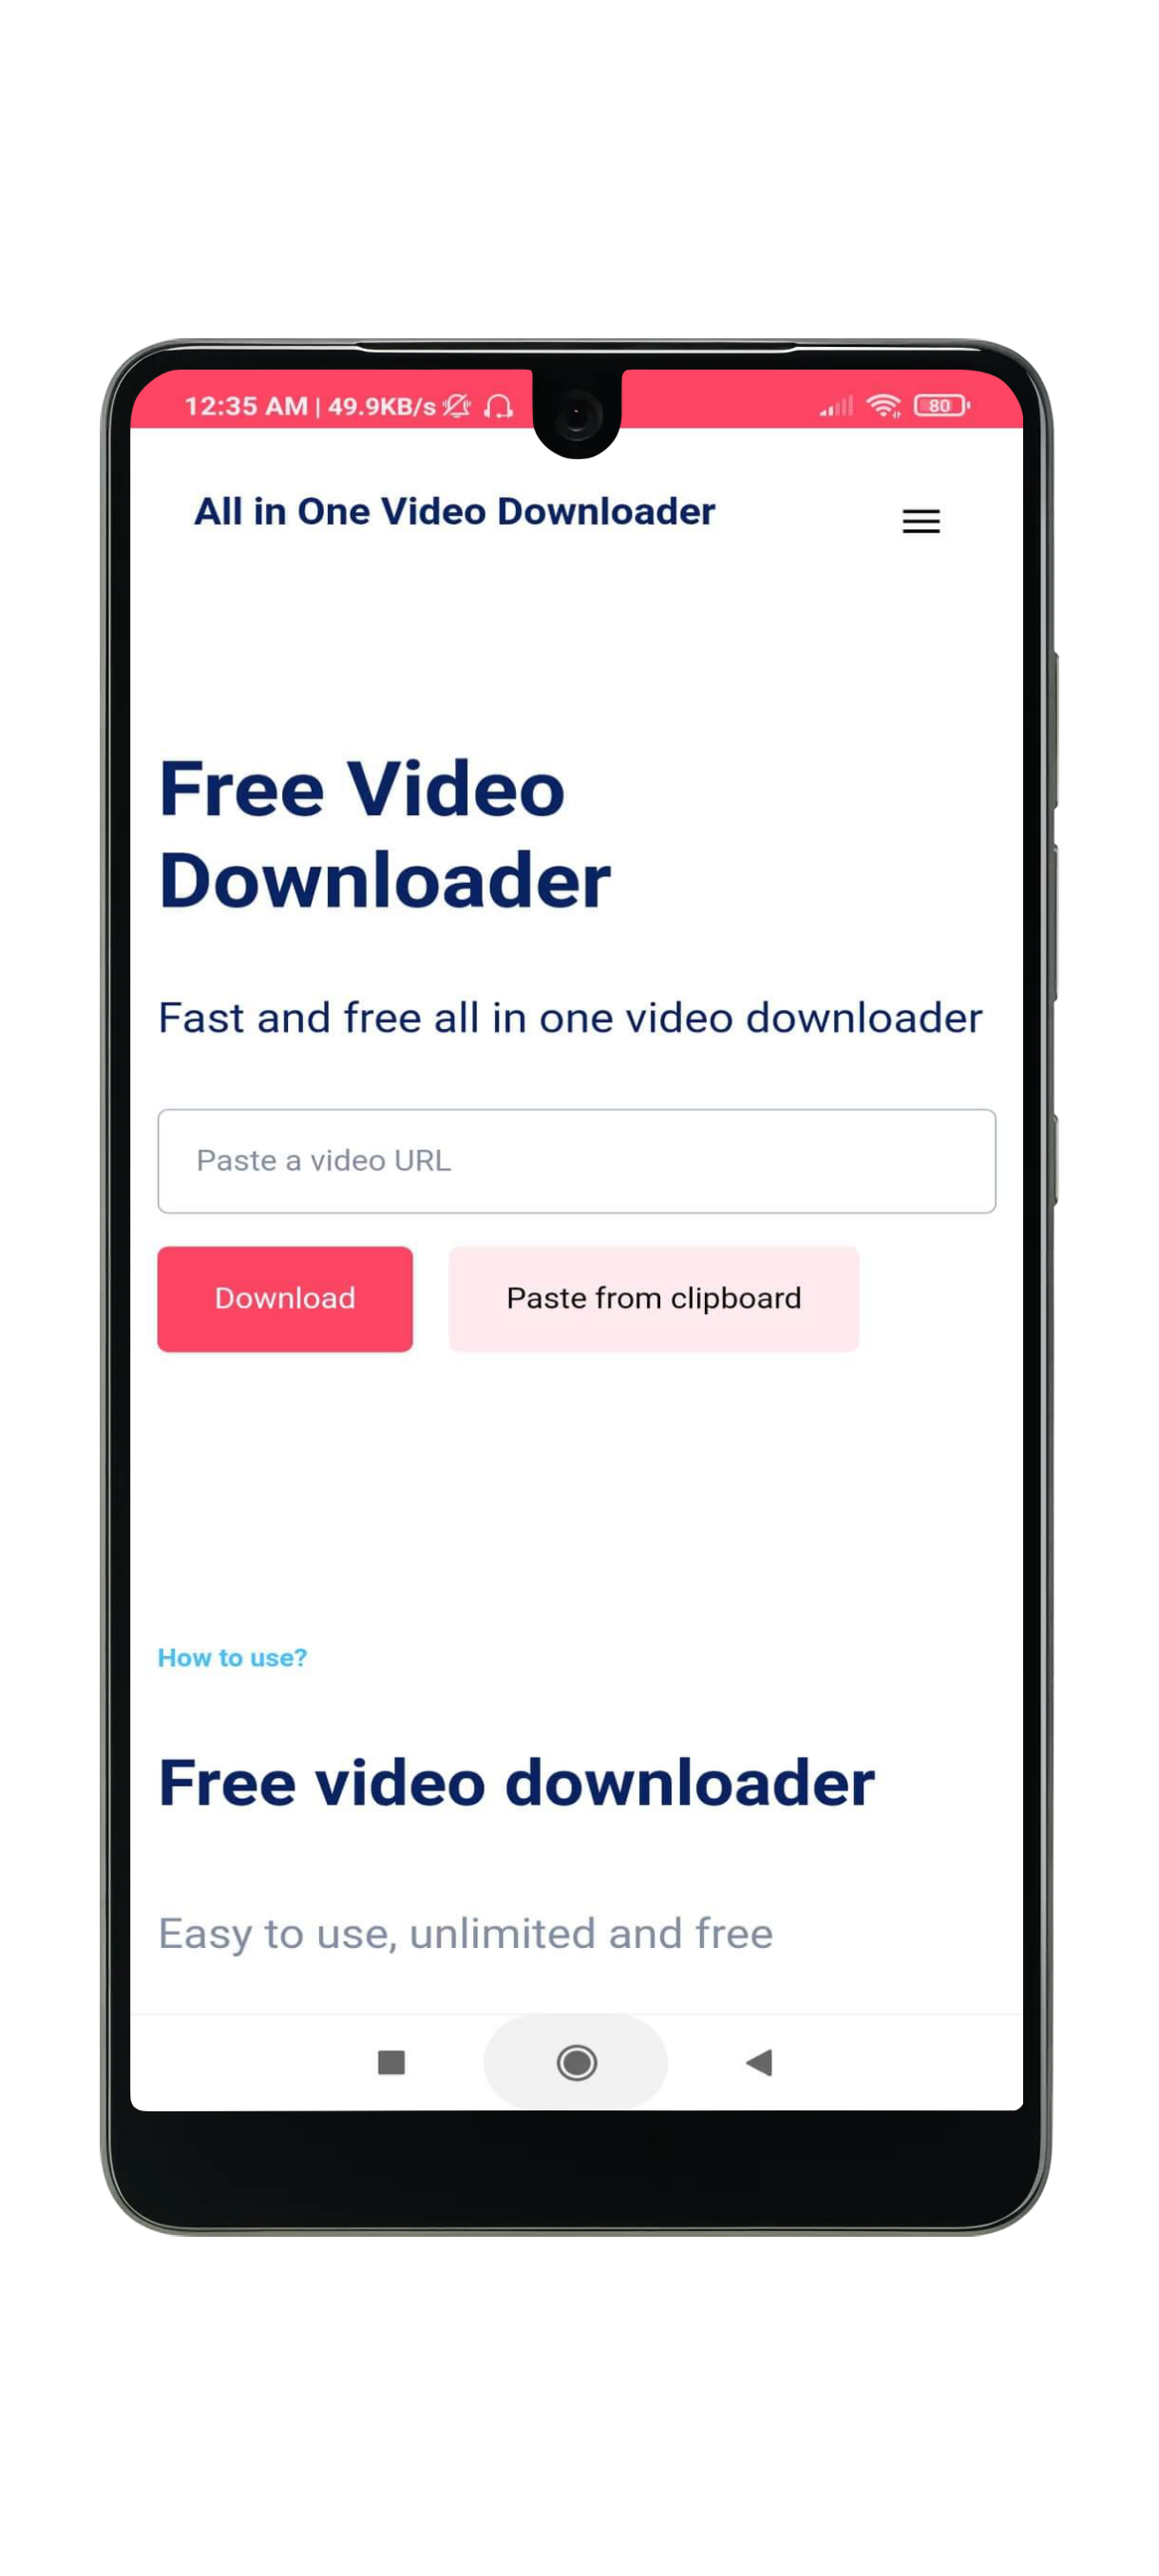 12:35 AM | 49.9KB/s 80
All in One Video Downloader
Free Video
Downloader
Fast and free all in one video downloader
Paste a video URL
Download Paste from clipboard
How to use?
Free video downloader
Easy to use, unlimited and free